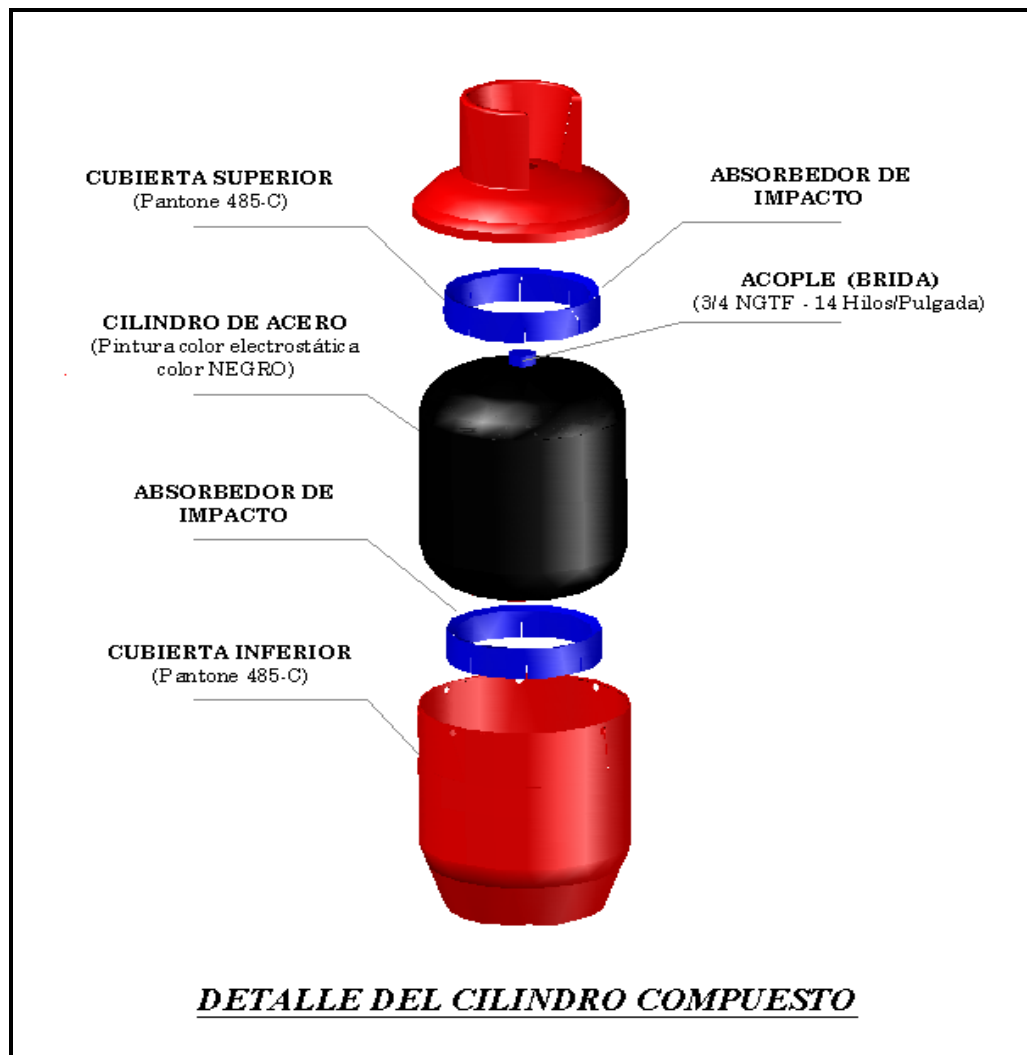 CUBIERTA SUPERIOR
(Pantone 485-C)
ABSORBEDOR DE
IMPACTO
ACOPLE (BRIDA)
(3/4 NGTF - 14 Hilos/Pulgada)
CILINDRO DE ACERO
(Pintura color electrostática
color NEGRO)
ABSORBEDOR DE
IMPACTO
CUBIERTA INFERIOR
(Pantone 485-C)
DETALLE DEL CILINDRO COMPUESTO